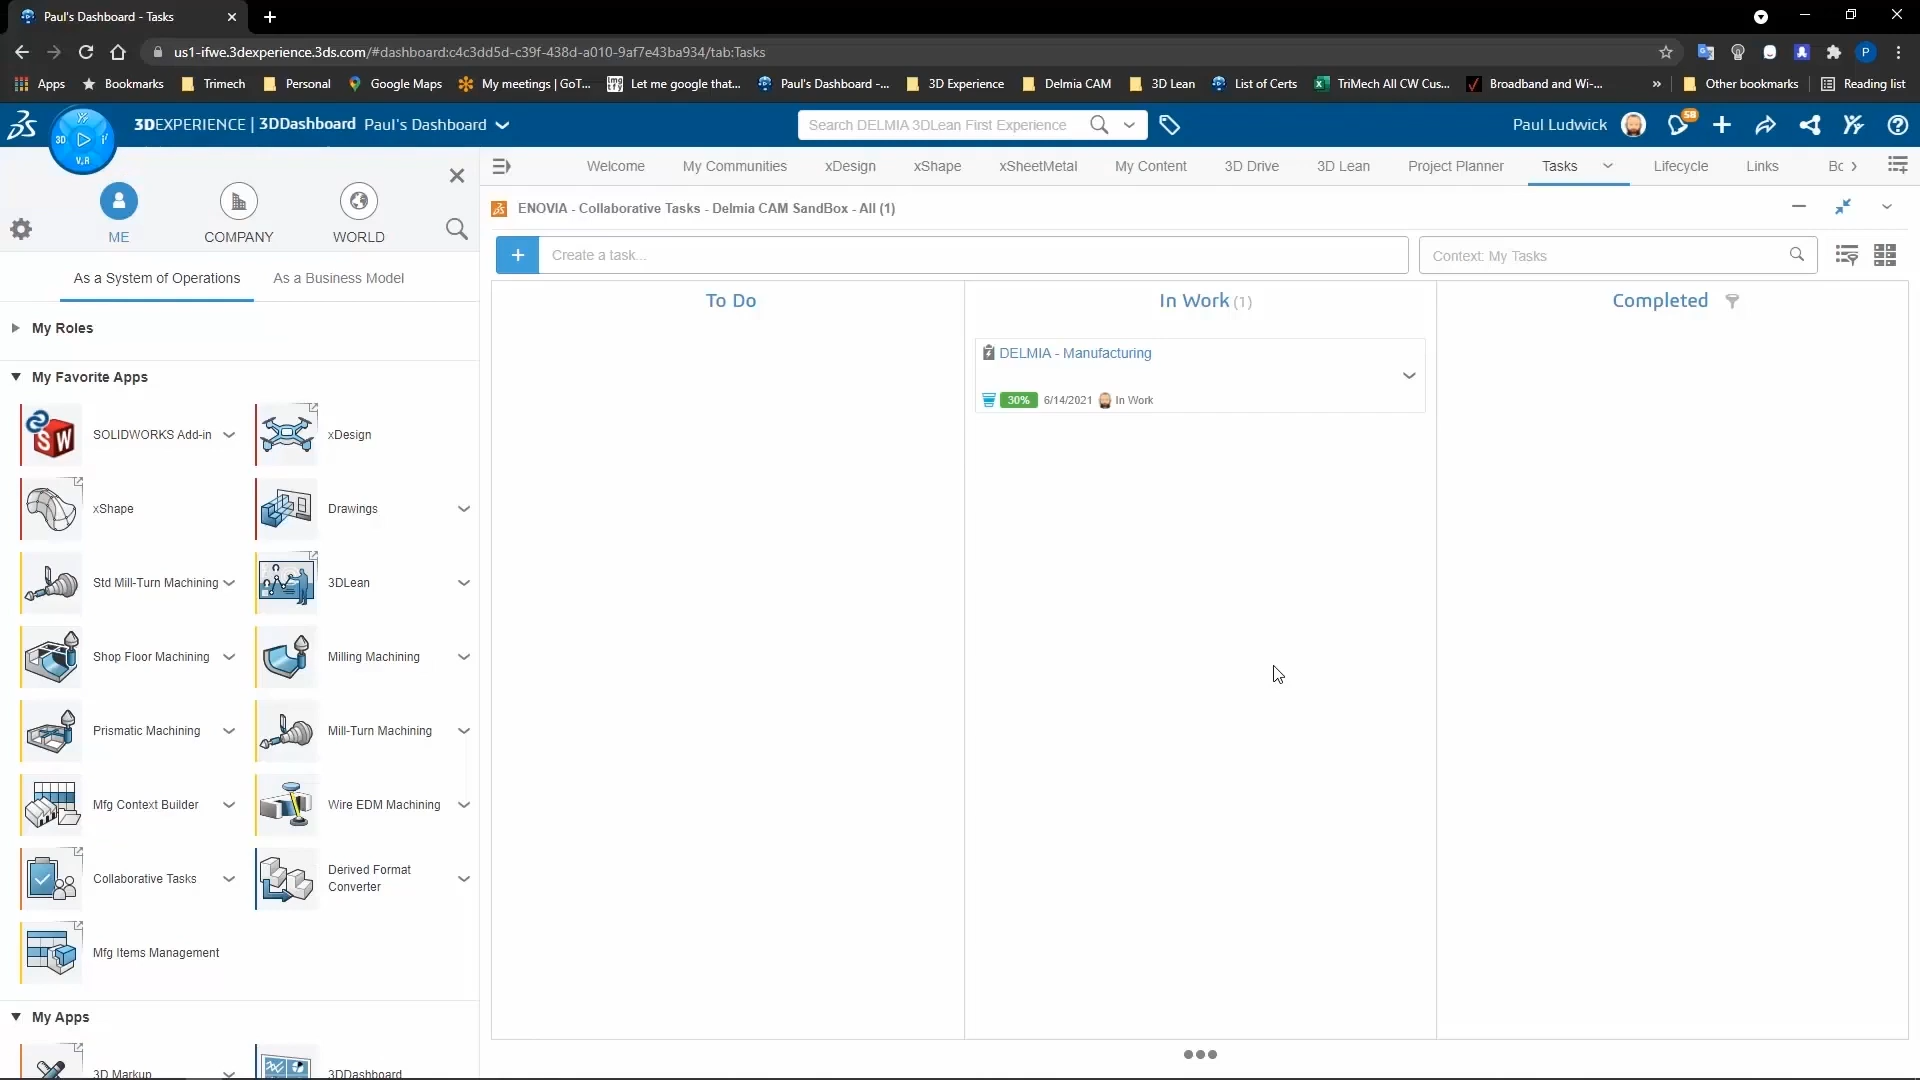 Paul's Dashboard - Tasks
us1-ifwe.3dexperience.3ds.com/#dashboard:c4c3dd5d-c39f-438d-a010-9af7e43ba934/tab:Tasks
P
Apps Bookmarks Trimech Personal Google Maps My meetings | GoT... Let me google that... Paul's Dashboard -... 3D Experience Delmia CAM 3D Lean List of Certs TriMech All CW Cus... Broadband and Wi-... » Other bookmarks Reading list
3DEXPERIENCE | 3DDashboard Paul's Dashboard
Search DELMIA 3DLean First Experience
Paul Ludwick
58
3D
V.R
ME COMPANY WORLD
As a System of Operations As a Business Model
My Roles
My Favorite Apps
SOLIDWORKS Add-in xDesign
xShape Drawings
Std Mill-Turn Machining 3DLean
Shop Floor Machining Milling Machining
Prismatic Machining Mill-Turn Machining
Mfg Context Builder Wire EDM Machining
Collaborative Tasks Derived Format
Converter
Mfg Items Management
My Apps
3D Markup 3DDashboard
Welcome My Communities xDesign xShape xSheetMetal My Content 3D Drive 3D Lean Project Planner Tasks Lifecycle Links Bo
ENOVIA - Collaborative Tasks - Delmia CAM SandBox - All (1)
+ Create a task... Context: My Tasks
To Do In Work (1) Completed
DELMIA - Manufacturing
30% 6/14/2021 In Work